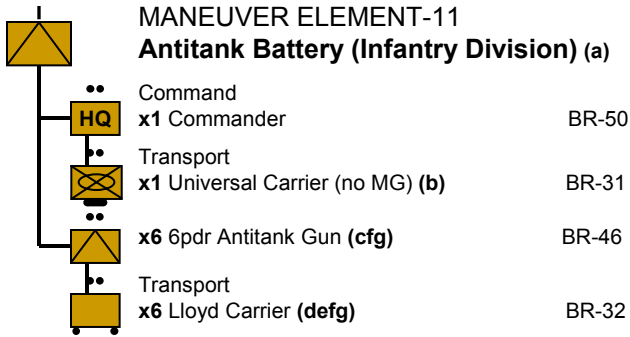 MANEUVER ELEMENT-11
Antitank Battery (Infantry Division) (a)
Command
HQ x1 Commander BR-50
Transport
x1 Universal Carrier (no MG) (b) BR-31
x6 6pdr Antitank Gun (cfg) BR-46
Transport
x6 Lloyd Carrier (defg) BR-32